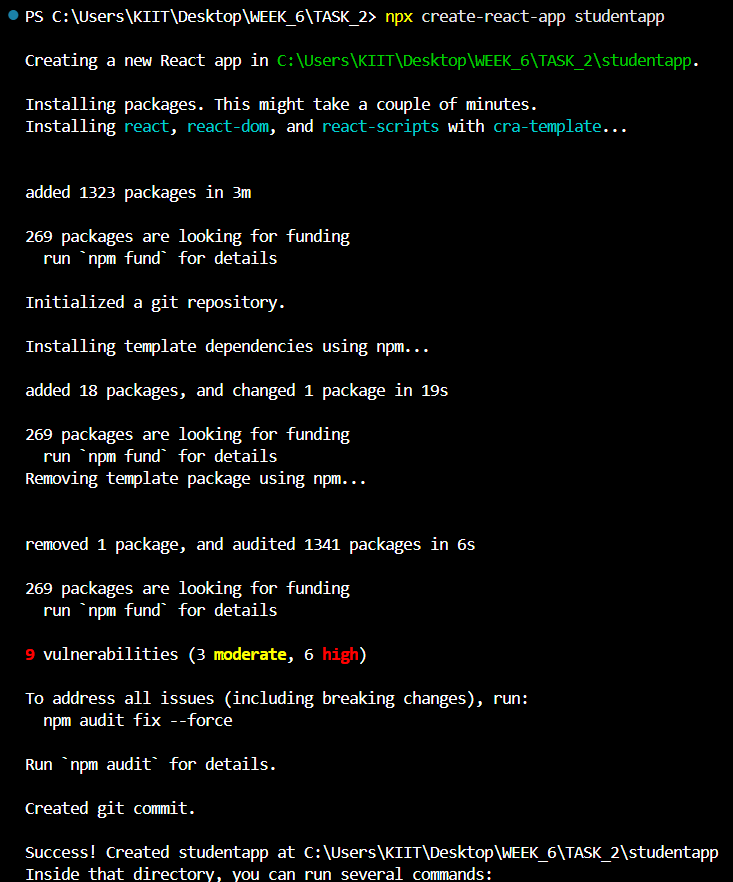 PS C:\Users\KIIT\Desktop\WEEK_6\TASK_2> npx create-react-app studentapp
Creating a new React app in C:\Users\KIIT\Desktop\WEEK_6\TASK_2\studentapp.
Installing packages. This might take a couple of minutes.
Installing react, react-dom, and react-scripts with cra-template...
added 1323 packages in 3m
269 packages are looking for funding
  run `npm fund` for details
Initialized a git repository.
Installing template dependencies using npm...
added 18 packages, and changed 1 package in 19s
269 packages are looking for funding
  run `npm fund` for details
Removing template package using npm...
removed 1 package, and audited 1341 packages in 6s
269 packages are looking for funding
  run `npm fund` for details
9 vulnerabilities (3 moderate, 6 high)
To address all issues (including breaking changes), run:
  npm audit fix --force
Run `npm audit` for details.
Created git commit.
Success! Created studentapp at C:\Users\KIIT\Desktop\WEEK_6\TASK_2\studentapp
Inside that directory, you can run several commands: